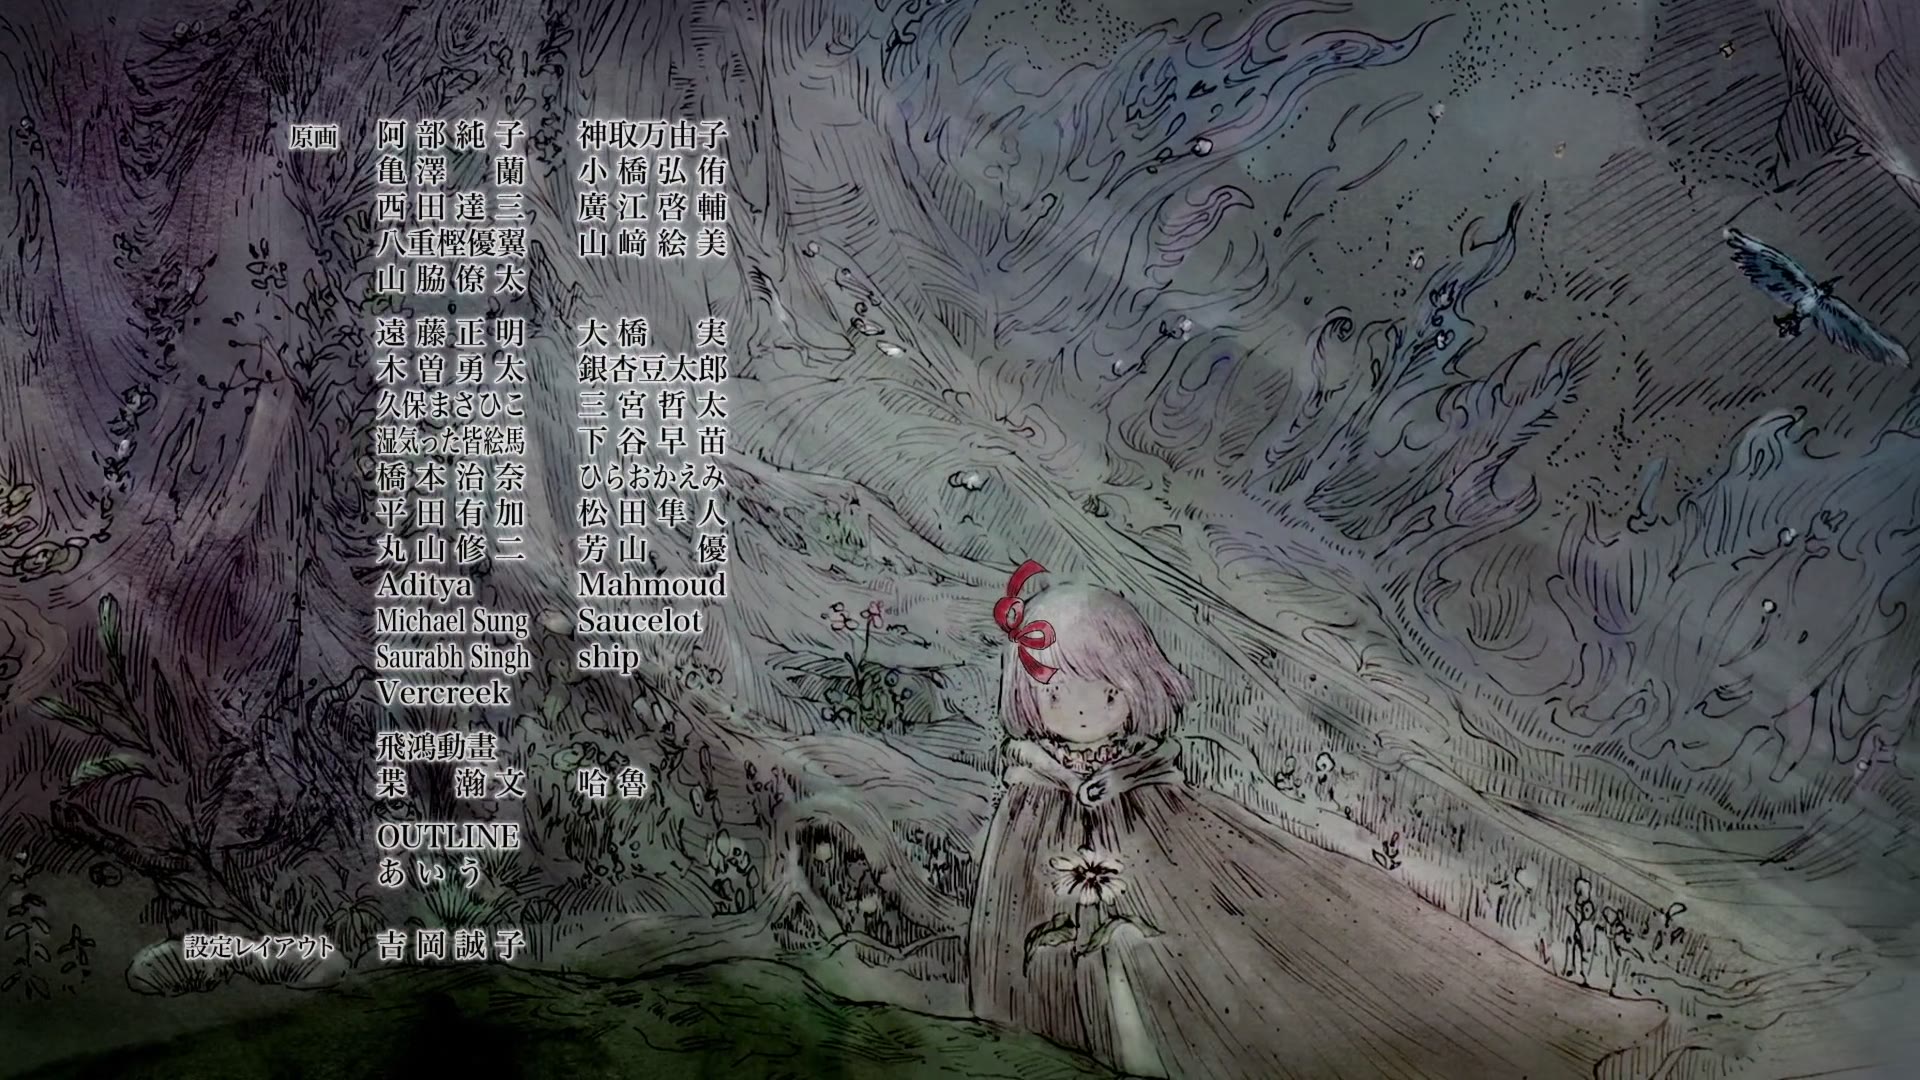 原画 阿部純子 神取万由子
亀澤 蘭 小橋弘侑
西田達三 廣江啓輔
八重樫優翼 山﨑絵美
山脇僚太
遠藤正明 大橋 実
木曽勇太 銀杏豆太郎
久保まさひこ 三宮哲太
湿気った皆絵馬 下谷早苗
橋本治奈 ひらおかえみ
平田有加 松田隼人
丸山修二 芳山 優
Aditya Mahmoud
Michael Sung Saucelot
Saurabh Singh ship
Vercreek
飛鴻動畫
瀚文 哈魯
OUTLINE
あいう
設定レイアウト 吉岡誠子